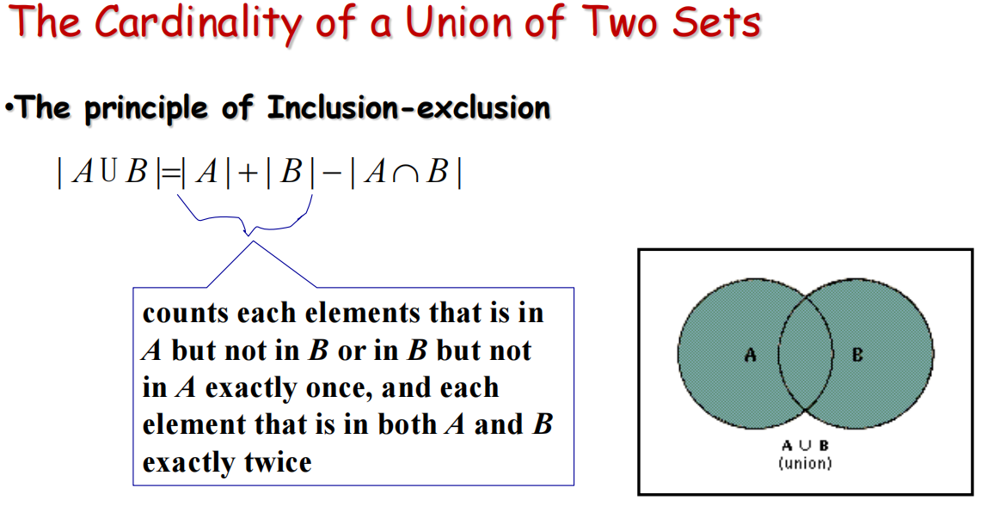 The Cardinality of a Union of Two Sets
•The principle of Inclusion-exclusion
| A ∪ B |=| A | + | B | − | A ∩ B |
counts each elements that is in
A but not in B or in B but not
in A exactly once, and each
element that is in both A and B
exactly twice
A B
A ∪ B
(union)